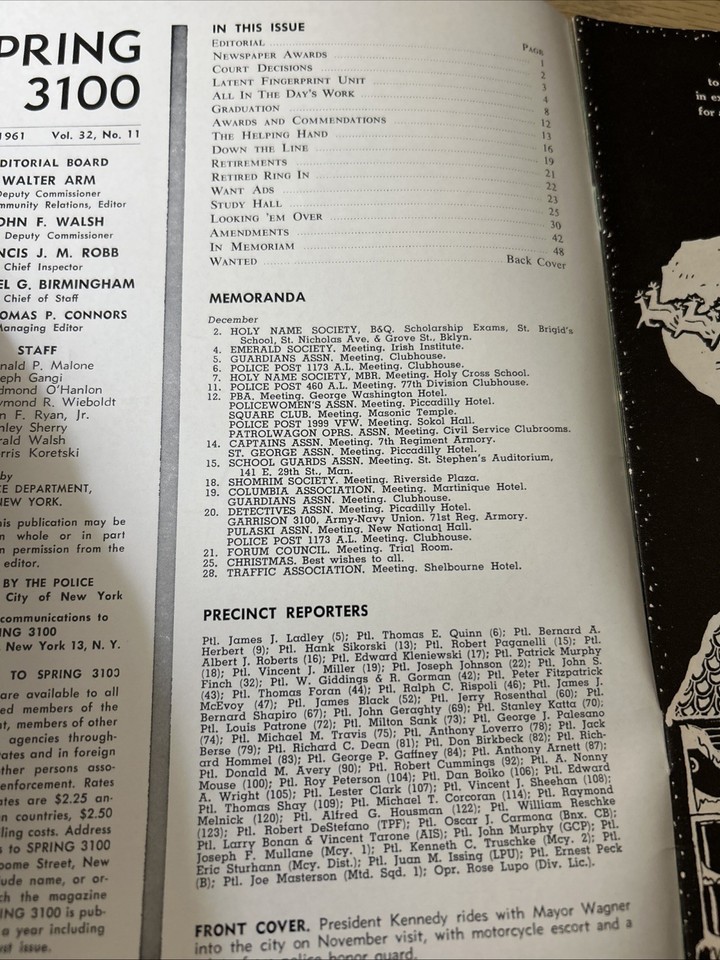 PRING
3100
1961 Vol. 32, No. 11
DITORIAL BOARD
WALTER ARM
Deputy Commissioner
mmunity Relations, Editor
OHN F. WALSH
Deputy Commissioner
NCIS J. M. ROBB
Chief Inspector
EL G. BIRMINGHAM
Chief of Staff
OMAS P. CONNORS
Managing Editor
STAFF
nald P. Malone
eph Gangi
dmond O'Hanlon
ymond R. Wieboldt
n F. Ryan, Jr.
nley Sherry
rald Walsh
rris Koretski
by
CE DEPARTMENT,
EW YORK.
his publication may be
n whole or in part
n permission from the
editor.
BY THE POLICE
City of New York
communications to
NG 3100
New York 13, N. Y.
TO SPRING 3100
are available to all
ed members of the
nt, members of other
agencies through-
ates and in foreign
ther persons asso-
enforcement. Rates
ates are $2.25 an-
n countries, $2.50
ling costs. Address
s to SPRING 3100
oome Street, New
ude name, or or-
ch the magazine
ING 3100 is pub-
a year including
ust issue.
IN THIS ISSUE
PAGE
EDITORIAL 1
NEWSPAPER AWARDS 2
COURT DECISIONS 3
LATENT FINGERPRINT UNIT 4
ALL IN THE DAY'S WORK 8
GRADUATION 12
AWARDS AND COMMENDATIONS 13
THE HELPING HAND 16
DOWN THE LINE 19
RETIREMENTS 21
RETIRED RING IN 22
WANT ADS 23
STUDY HALL 25
LOOKING 'EM OVER 30
AMENDMENTS 42
IN MEMORIAM 48
WANTED Back Cover
MEMORANDA
December
2. HOLY NAME SOCIETY, B&Q. Scholarship Exams, St. Brigid's
School, St. Nicholas Ave. & Grove St., Bklyn.
4. EMERALD SOCIETY. Meeting. Irish Institute.
5. GUARDIANS ASSN. Meeting. Clubhouse.
6. POLICE POST 1173 A.L. Meeting. Clubhouse.
7. HOLY NAME SOCIETY, MBR. Meeting. Holy Cross School.
11. POLICE POST 460 A.L. Meeting. 77th Division Clubhouse.
12. PBA. Meeting. George Washington Hotel.
POLICEWOMEN'S ASSN. Meeting. Piccadilly Hotel.
SQUARE CLUB. Meeting. Masonic Temple.
POLICE POST 1999 VFW. Meeting. Sokol Hall.
PATROLWAGON OPRS. ASSN. Meeting. Civil Service Clubrooms.
14. CAPTAINS ASSN. Meeting. 7th Regiment Armory.
ST. GEORGE ASSN. Meeting. Piccadilly Hotel.
15. SCHOOL GUARDS ASSN. Meeting. St. Stephen's Auditorium,
141 E. 29th St., Man.
18. SHOMRIM SOCIETY. Meeting. Riverside Plaza.
19. COLUMBIA ASSOCIATION. Meeting. Martinique Hotel.
GUARDIANS ASSN. Meeting. Clubhouse.
20. DETECTIVES ASSN. Meeting. Picadilly Hotel.
GARRISON 3100, Army-Navy Union. 71st Reg. Armory.
PULASKI ASSN. Meeting. New National Hall.
POLICE POST 1173 A.L. Meeting. Clubhouse.
21. FORUM COUNCIL. Meeting. Trial Room.
25. CHRISTMAS. Best wishes to all.
28. TRAFFIC ASSOCIATION. Meeting. Shelbourne Hotel.
PRECINCT REPORTERS
Ptl. James J. Ladley (5); Ptl. Thomas E. Quinn (6); Ptl. Bernard A.
Herbert (9); Ptl. Hank Sikorski (13); Ptl. Robert Paganelli (15); Ptl.
Albert J. Roberts (16); Ptl. Edward Kleniewski (17); Ptl. Patrick Murphy
(18); Ptl. Vincent J. Miller (19); Ptl. Joseph Johnson (22); Ptl. John S.
Finch (32); Ptl. W. Giddings & R. Gorman (42); Ptl. Peter Fitzpatrick
(43); Ptl. Thomas Foran (44); Ptl. Ralph C. Rispoli (46); Ptl. James J.
McEvoy (47); Ptl. James Black (52); Ptl. Jerry Rosenthal (60); Ptl.
Bernard Shapiro (67); Ptl. John Geraghty (69); Ptl. Stanley Katta (70);
Ptl. Louis Patrone (72); Ptl. Milton Sank (73); Ptl. George J. Palesano
(74); Ptl. Michael M. Travis (75); Ptl. Anthony Loverro (78); Ptl. Jack
Berse (79); Ptl. Richard C. Dean (81); Ptl. Don Birkbeck (82); Ptl. Rich-
ard Hommel (83); Ptl. George P. Gaffney (84); Ptl. Anthony Arnett (87);
Ptl. Donald M. Avery (90); Ptl. Robert Cummings (92); Ptl. A. Nonny
Mouse (100); Ptl. Roy Peterson (104); Ptl. Dan Boiko (106); Ptl. Edward
A. Wright (105); Ptl. Lester Clark (107); Ptl. Vincent J. Sheehan (108);
Ptl. Thomas Shay (109); Ptl. Michael T. Corcoran (114); Ptl. Raymond
Melnick (120); Ptl. Alfred G. Housman (122); Ptl. William Reschke
(123); Ptl. Robert DeStefano (TPF); Ptl. Oscar J. Carmona (Bnx. CB);
Ptl. Larry Bonan & Vincent Tarone (AIS); Ptl. John Murphy (GCP); Ptl.
Joseph F. Mullane (Mcy. 1); Ptl. Kenneth C. Truschke (Mcy. 2); Ptl.
Eric Sturhann (Mcy. Dist.); Ptl. Juan M. Issing (LPU); Ptl. Ernest Peck
(B); Ptl. Joe Masterson (Mtd. Sqd. 1); Opr. Rose Lupo (Div. Lic.).
FRONT COVER. President Kennedy rides with Mayor Wagner
into the city on November visit, with motorcycle escort and a
police honor guard.
to
in e
for